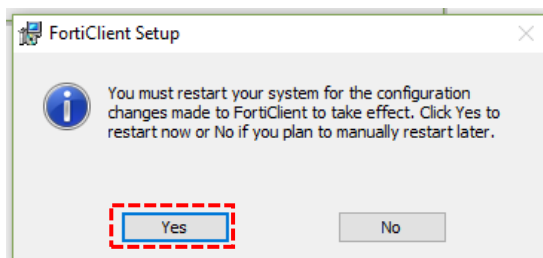 FortiClient Setup
You must restart your system for the configuration
changes made to FortiClient to take effect. Click Yes to
restart now or No if you plan to manually restart later.
Yes
No